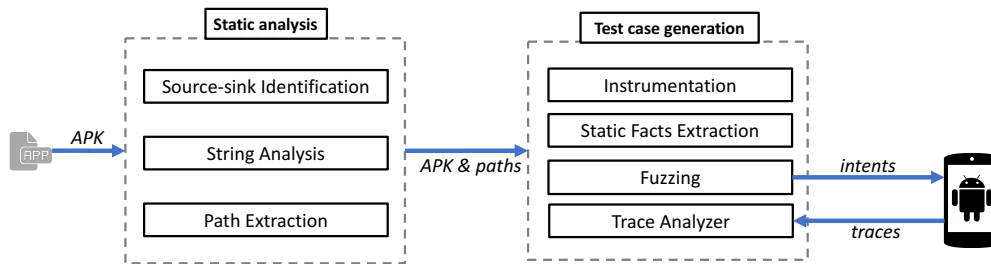 Static analysis
Source-sink Identification
String Analysis
Path Extraction
APP
APK
APK & paths
Test case generation
Instrumentation
Static Facts Extraction
Fuzzing
Trace Analyzer
intents
traces